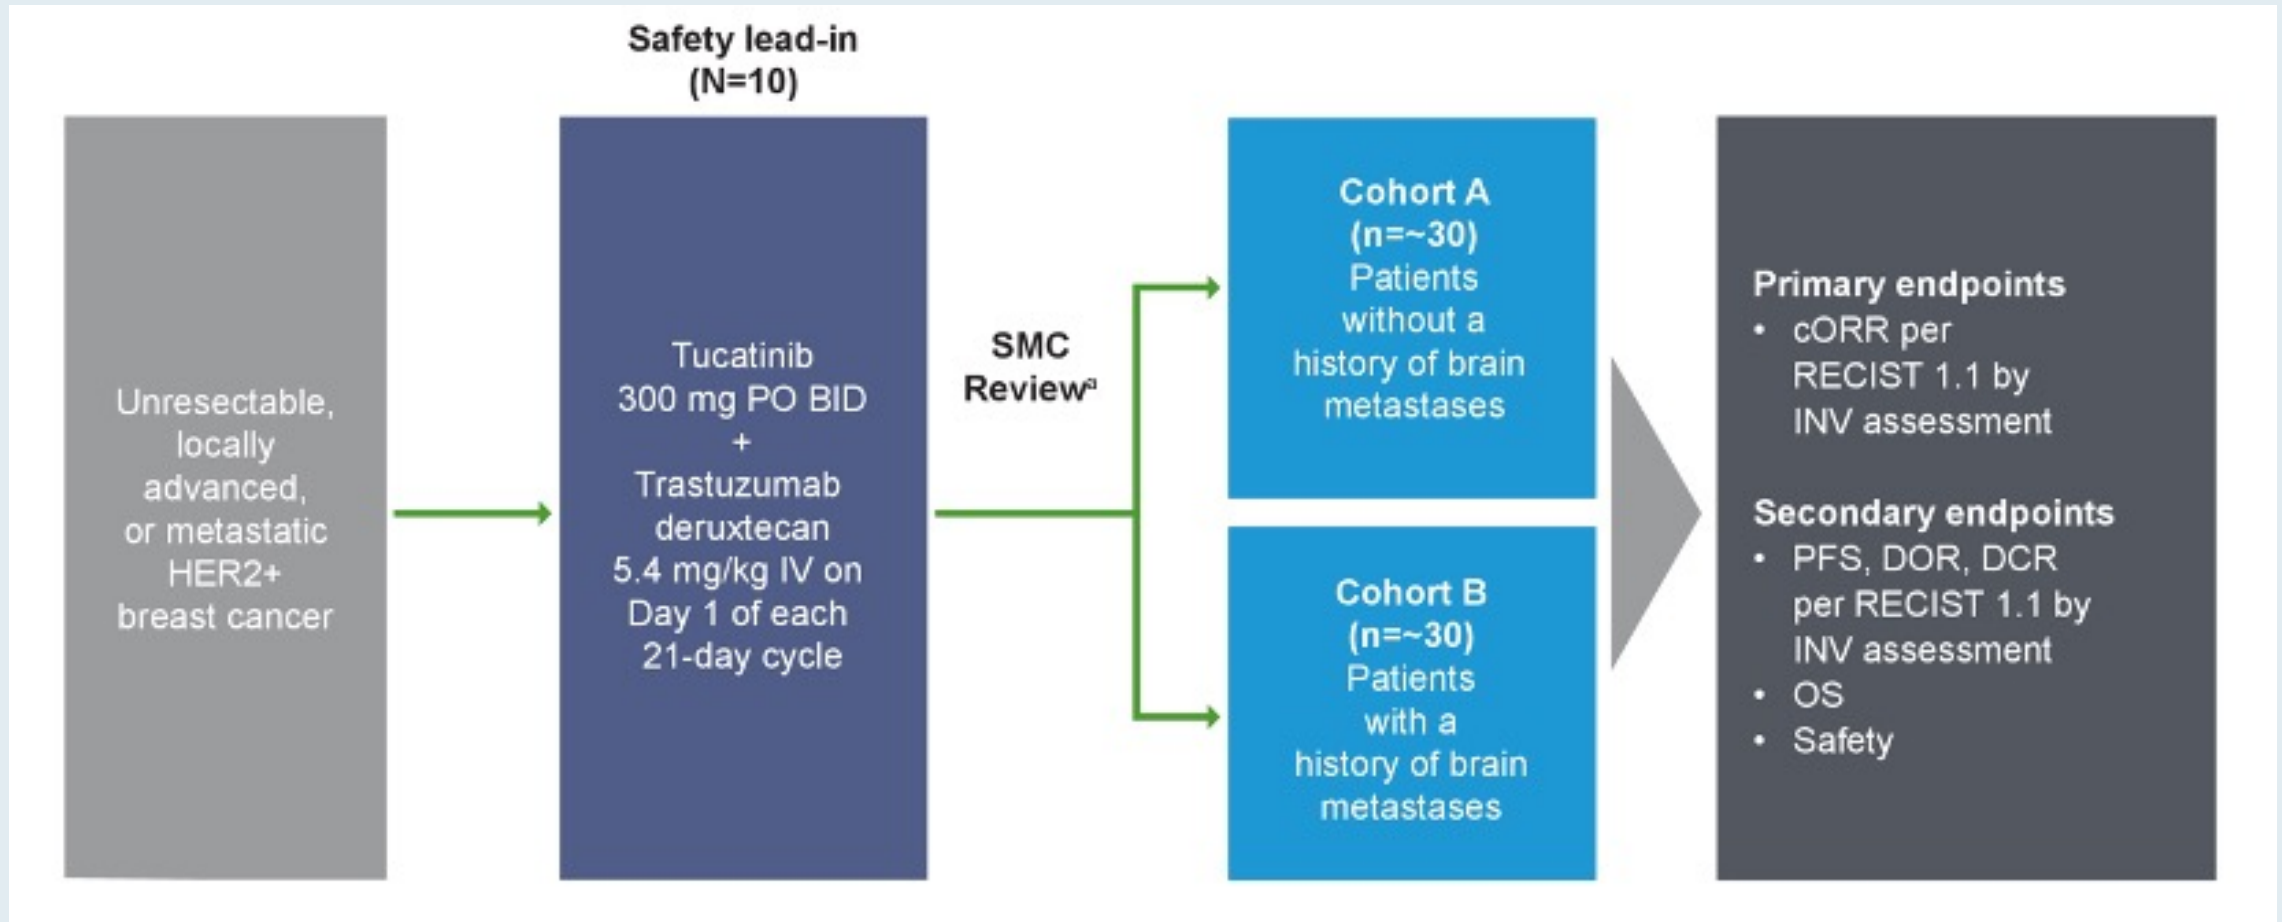 Safety lead-in
(N=10)
Unresectable,
locally
advanced,
or metastatic
HER2+
breast cancer
Tucatinib
300 mg PO BID
+
Trastuzumab
deruxtecan
5.4 mg/kg IV on
Day 1 of each
21-day cycle
SMC
Reviewª
Cohort A
(n=~30)
Patients
without a
history of brain
metastases
Cohort B
(n=~30)
Patients
with a
history of brain
metastases
Primary endpoints
• cORR per
RECIST 1.1 by
INV assessment
Secondary endpoints
• PFS, DOR, DCR
per RECIST 1.1 by
INV assessment
• OS
• Safety